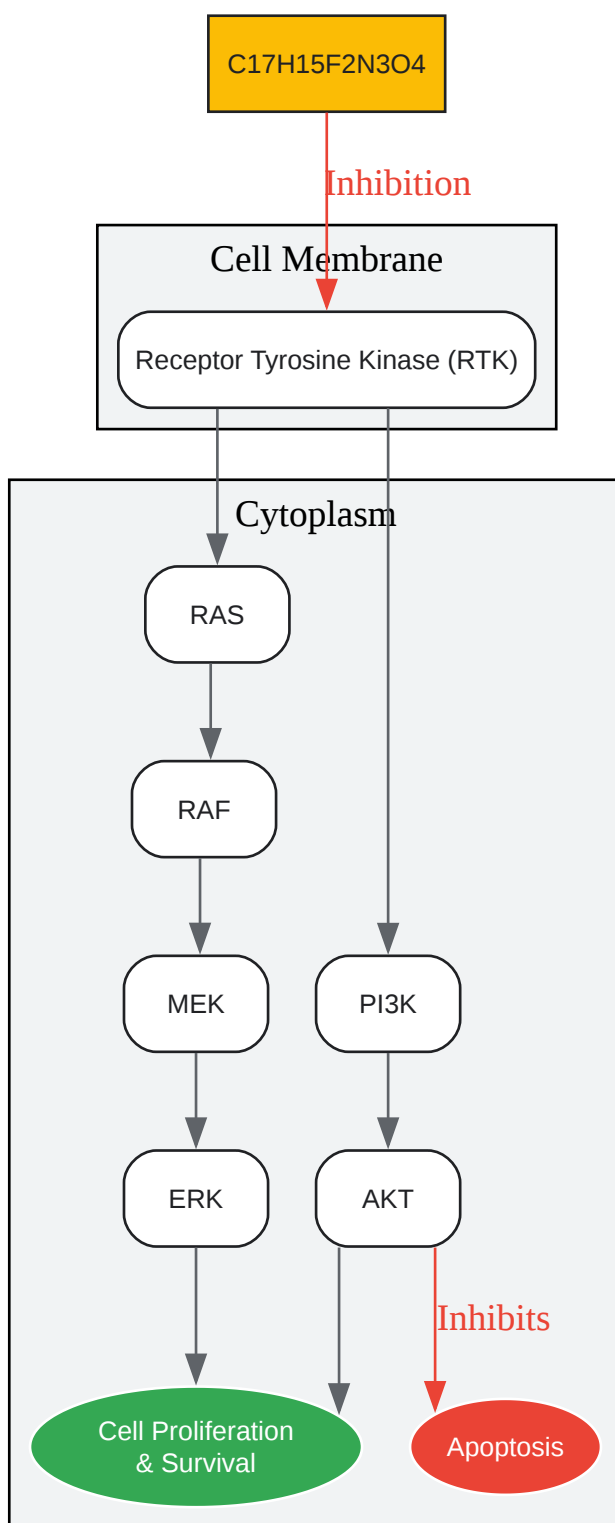 C17H15F2N3O4
Inhibition
Cell Membrane
Receptor Tyrosine Kinase (RTK)
Cytoplasm
RAS
RAF
MEK
PI3K
ERK
AKT
Inhibits
Cell Proliferation
& Survival
Apoptosis